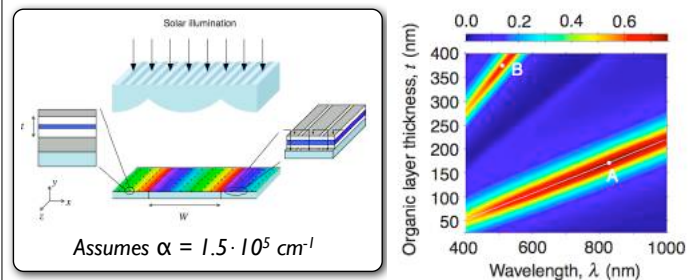 Solar illumination
t
y
x
z
W
Assumes α = 1.5·10⁵ cm⁻¹
0.0 0.2 0.4 0.6
Organic layer thickness, t (nm)
400
350
300
250
200
150
100
50
B
A
400 600 800 1000
Wavelength, λ (nm)